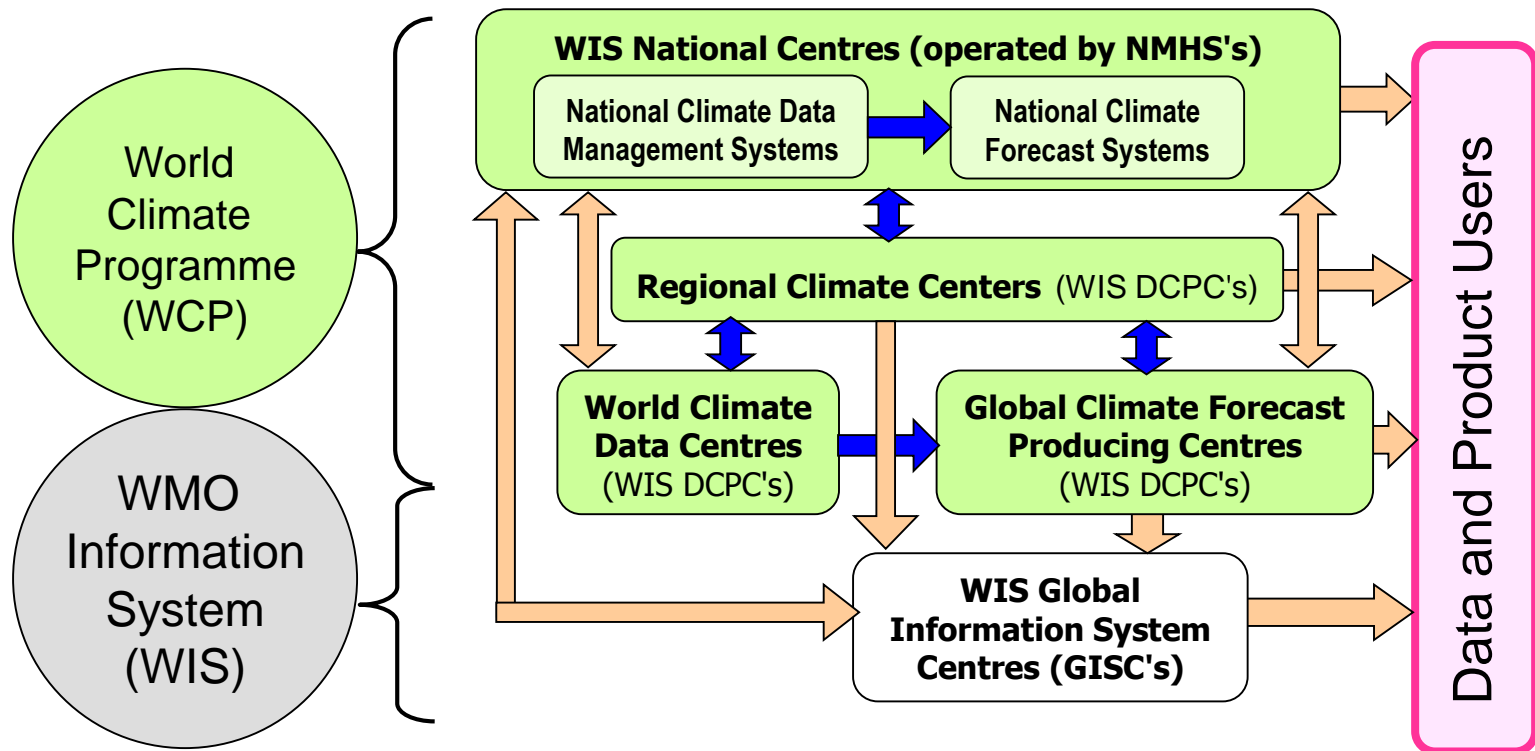 World
Climate
Programme
(WCP)
WMO
Information
System
(WIS)
WIS National Centres (operated by NMHS's)
National Climate Data
Management Systems
National Climate
Forecast Systems
Regional Climate Centers (WIS DCPC's)
World Climate
Data Centres
(WIS DCPC's)
Global Climate Forecast
Producing Centres
(WIS DCPC's)
WIS Global
Information System
Centres (GISC's)
Data and Product Users